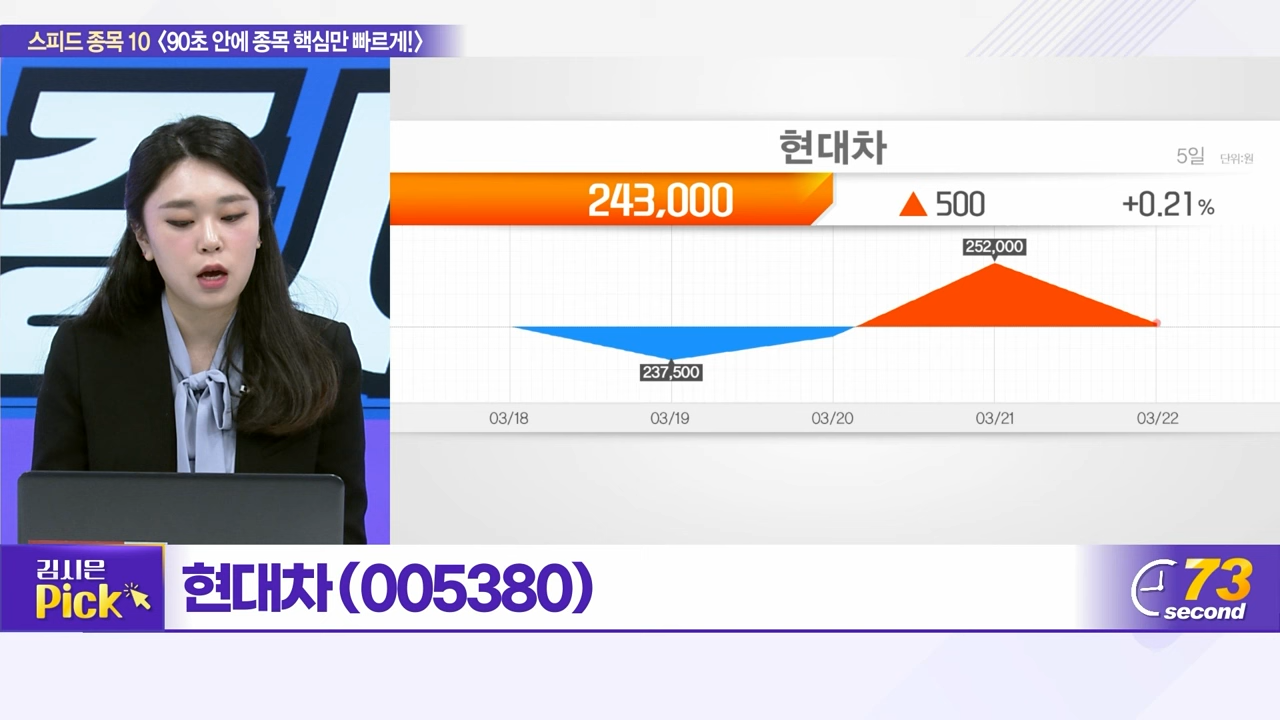 스피드 종목 10 <90초 안에 종목 핵심만 빠르게!>
현대차
5일 단위:원
243,000 ▲ 500 +0.21%
252,000
237,500
03/18 03/19 03/20 03/21 03/22
김시은
Pick
현대차(005380)
73
second